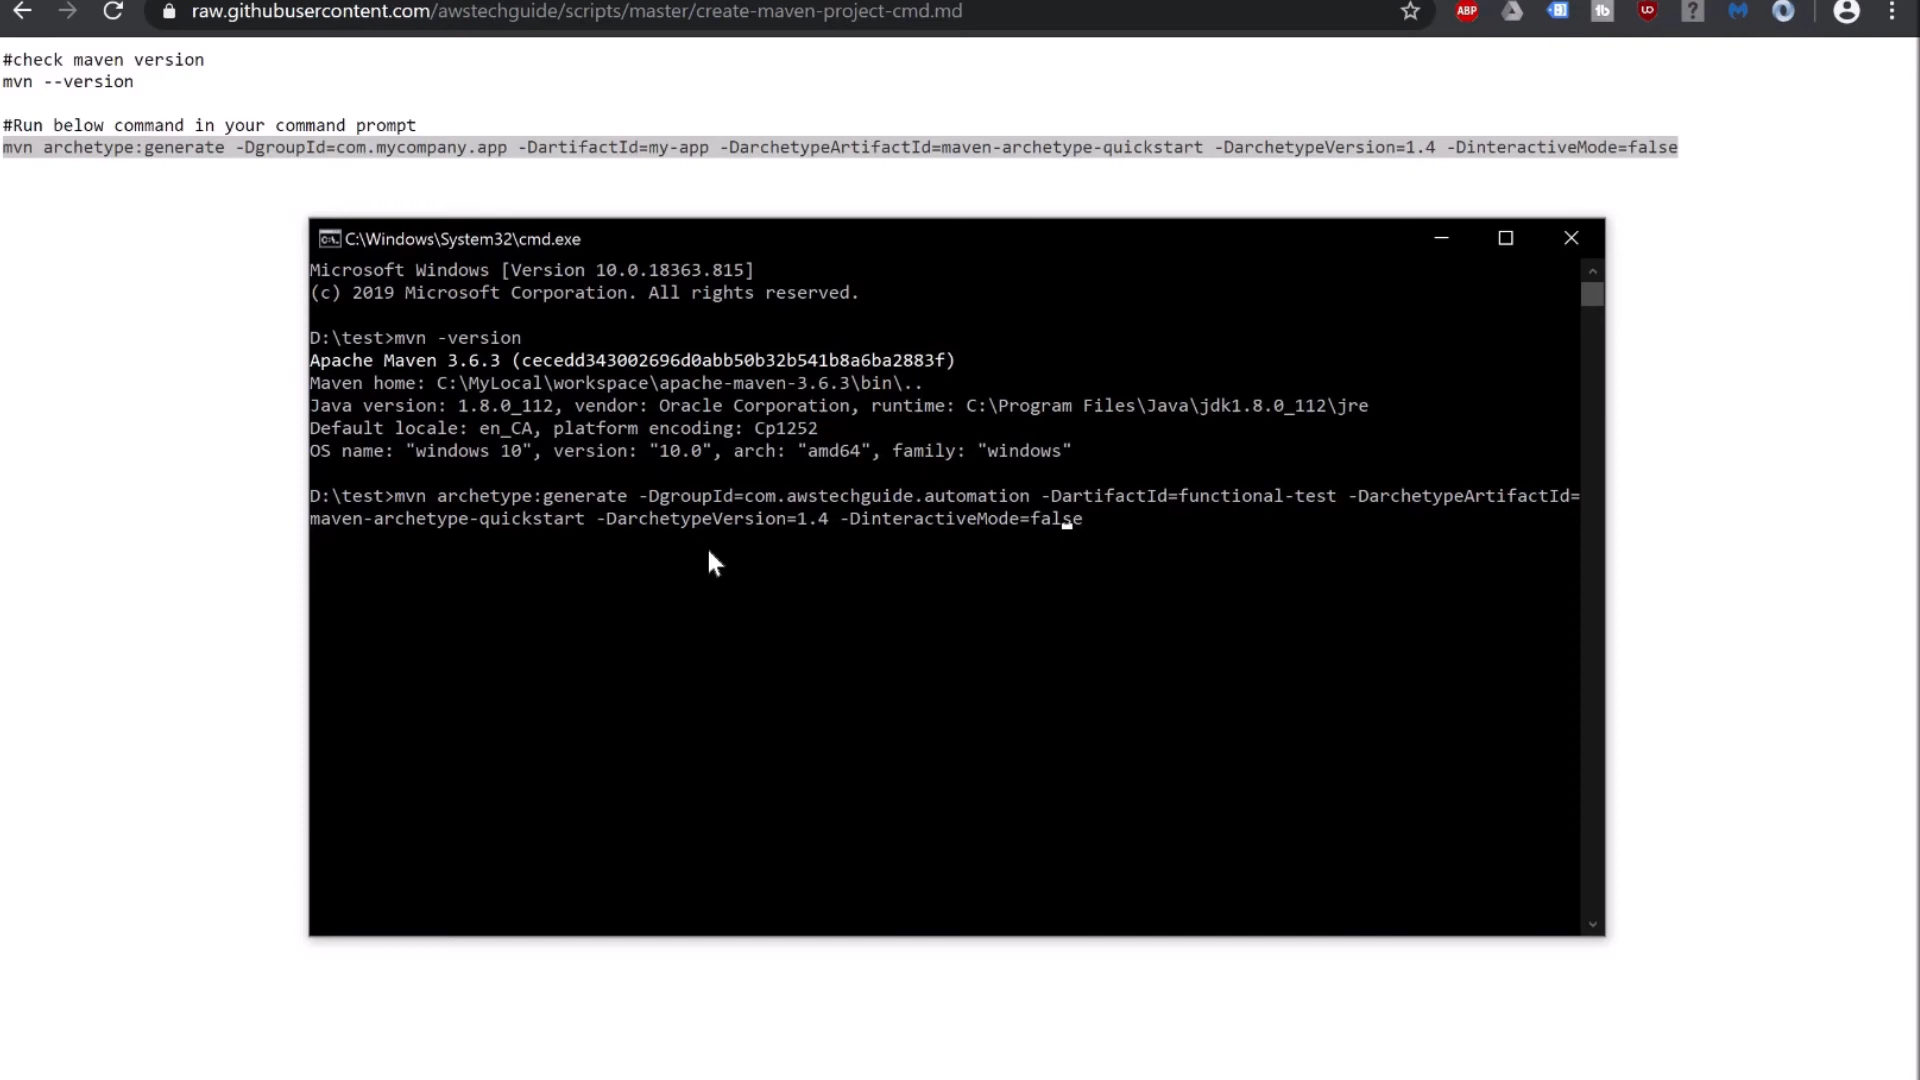 raw.githubusercontent.com/awstechguide/scripts/master/create-maven-project-cmd.md
ABP
#check maven version
mvn --version
#Run below command in your command prompt
mvn archetype:generate -DgroupId=com.mycompany.app -DartifactId=my-app -DarchetypeArtifactId=maven-archetype-quickstart -DarchetypeVersion=1.4 -DinteractiveMode=false
C:\Windows\System32\cmd.exe
Microsoft Windows [Version 10.0.18363.815]
(c) 2019 Microsoft Corporation. All rights reserved.
D:\test>mvn -version
Apache Maven 3.6.3 (cecedd343002696d0abb50b32b541b8a6ba2883f)
Maven home: C:\MyLocal\workspace\apache-maven-3.6.3\bin\..
Java version: 1.8.0_112, vendor: Oracle Corporation, runtime: C:\Program Files\Java\jdk1.8.0_112\jre
Default locale: en_CA, platform encoding: Cp1252
OS name: "windows 10", version: "10.0", arch: "amd64", family: "windows"
D:\test>mvn archetype:generate -DgroupId=com.awstechguide.automation -DartifactId=functional-test -DarchetypeArtifactId=
maven-archetype-quickstart -DarchetypeVersion=1.4 -DinteractiveMode=false